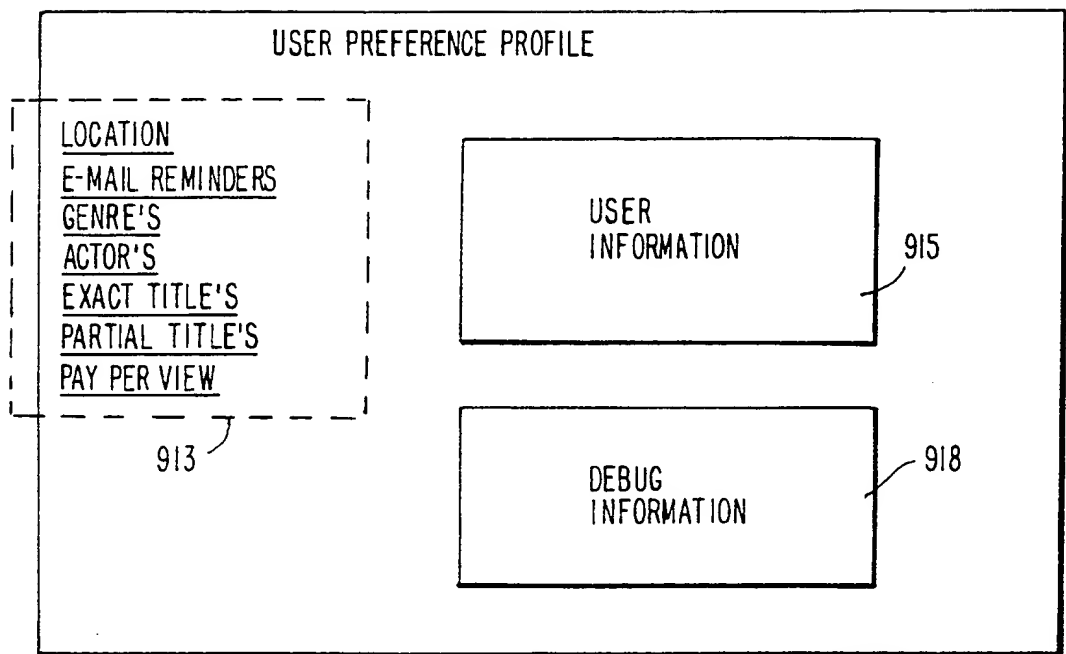 USER PREFERENCE PROFILE
LOCATION
E-MAIL REMINDERS
GENRE'S
ACTOR'S
EXACT TITLE'S
PARTIAL TITLE'S
PAY PER VIEW
913
USER
INFORMATION
915
DEBUG
INFORMATION
918